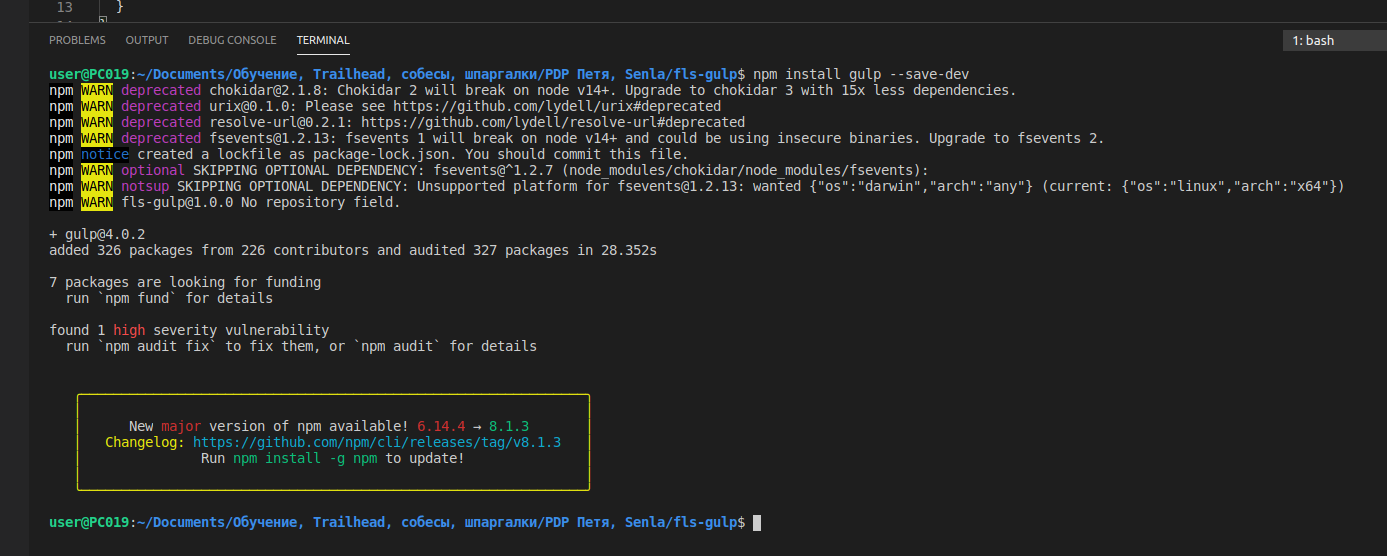 13 }
PROBLEMS OUTPUT DEBUG CONSOLE TERMINAL 1: bash
user@PC019:~/Documents/Обучение, Trailhead, собесы, шпаргалки/PDP Петя, Senla/fls-gulp$ npm install gulp --save-dev
npm WARN deprecated chokidar@2.1.8: Chokidar 2 will break on node v14+. Upgrade to chokidar 3 with 15x less dependencies.
npm WARN deprecated urix@0.1.0: Please see https://github.com/lydell/urix#deprecated
npm WARN deprecated resolve-url@0.2.1: https://github.com/lydell/resolve-url#deprecated
npm WARN deprecated fsevents@1.2.13: fsevents 1 will break on node v14+ and could be using insecure binaries. Upgrade to fsevents 2.
npm notice created a lockfile as package-lock.json. You should commit this file.
npm WARN optional SKIPPING OPTIONAL DEPENDENCY: fsevents@^1.2.7 (node_modules/chokidar/node_modules/fsevents):
npm WARN notsup SKIPPING OPTIONAL DEPENDENCY: Unsupported platform for fsevents@1.2.13: wanted {"os":"darwin","arch":"any"} (current: {"os":"linux","arch":"x64"})
npm WARN fls-gulp@1.0.0 No repository field.
+ gulp@4.0.2
added 326 packages from 226 contributors and audited 327 packages in 28.352s
7 packages are looking for funding
run `npm fund` for details
found 1 high severity vulnerability
run `npm audit fix` to fix them, or `npm audit` for details
New major version of npm available! 6.14.4 → 8.1.3
Changelog: https://github.com/npm/cli/releases/tag/v8.1.3
Run npm install -g npm to update!
user@PC019:~/Documents/Обучение, Trailhead, собесы, шпаргалки/PDP Петя, Senla/fls-gulp$